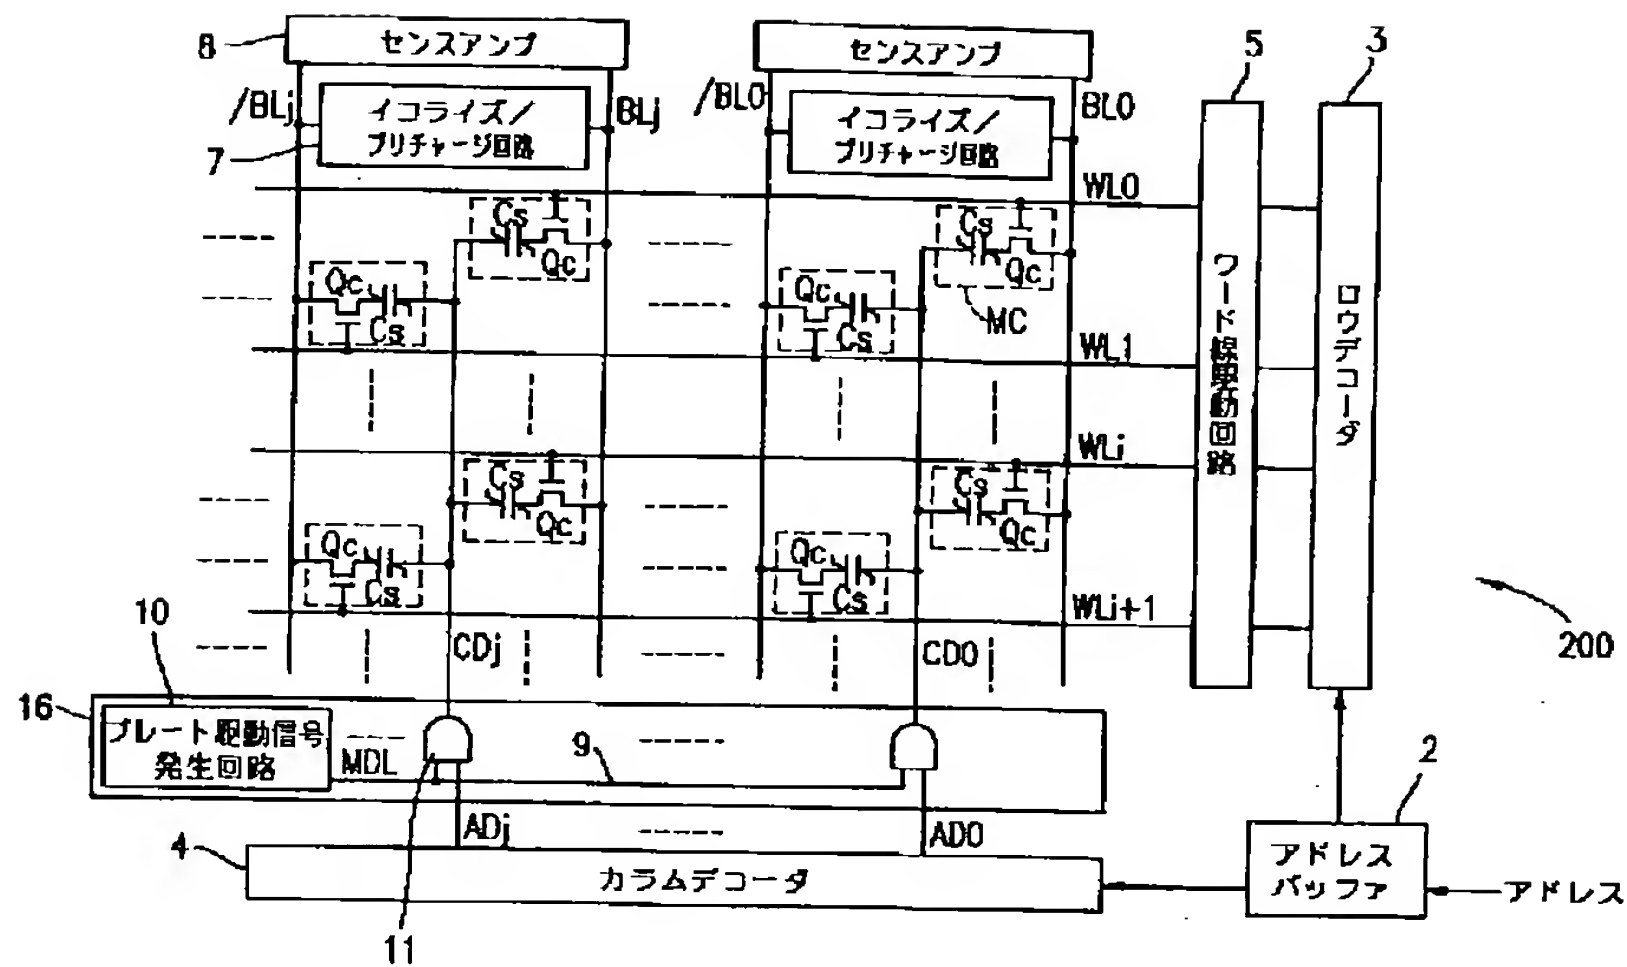 8
センスアンプ
センスアンプ
5
3
/BLj
イコライズ/
プリチャージ回路
BLj
/BL0
イコライズ/
プリチャージ回路
BL0
7
WL0
Cs
Qc
Cs
Qc
MC
Qc
Cs
Qc
Cs
WL1
ワード線駆動回路
ロウデコーダ
WLi
Cs
Qc
Cs
Qc
Qc
Cs
Qc
Cs
WLi+1
200
10
CDj
CD0
16
プレート駆動信号
発生回路
MDL
9
2
ADj
AD0
4
カラムデコーダ
アドレス
バッファ
アドレス
11